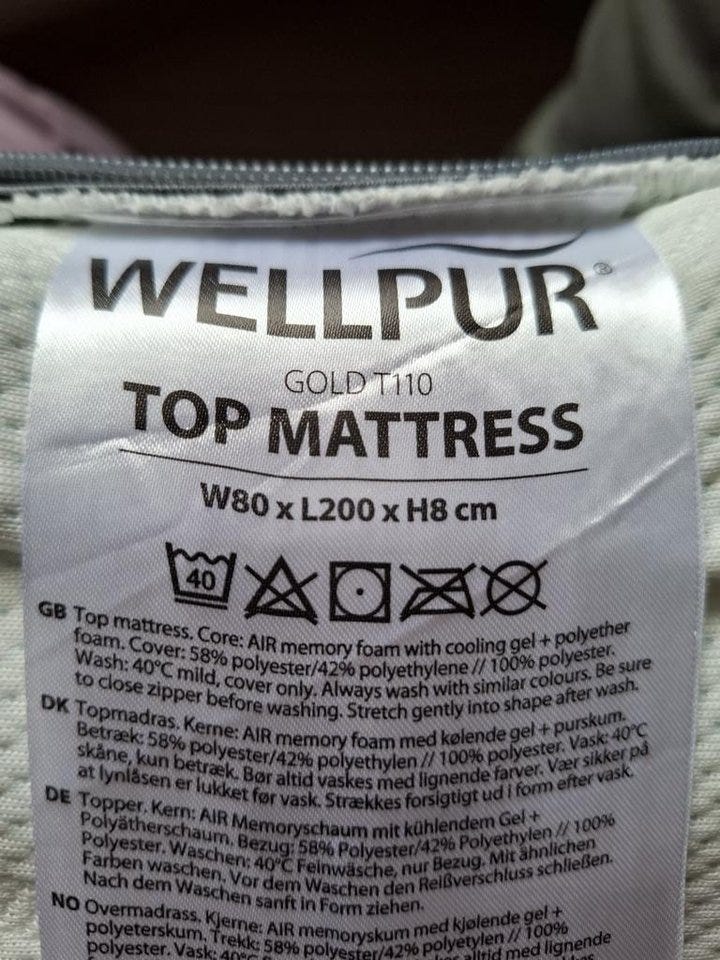 WELLPUR®
GOLD T110
TOP MATTRESS
W80 x L200 x H8 cm
40
GB Top mattress. Core: AIR memory foam with cooling gel + polyether
foam. Cover: 58% polyester/42% polyethylene // 100% polyester.
Wash: 40°C mild, cover only. Always wash with similar colours. Be sure
to close zipper before washing. Stretch gently into shape after wash.
DK Topmadras. Kerne: AIR memory foam med kølende gel + purskum.
Betræk: 58% polyester/42% polyethylen // 100% polyester. Vask: 40°C
skåne, kun betræk. Bør altid vaskes med lignende farver. Vær sikker på
at lynlåsen er lukket før vask. Strækkes forsigtigt ud i form efter vask.
DE Topper. Kern: AIR Memoryschaum mit kühlendem Gel +
Polyätherschaum. Bezug: 58% Polyester/42% Polyethylen // 100%
Polyester. Waschen: 40°C Feinwäsche, nur Bezug. Mit ähnlichen
Farben waschen. Vor dem Waschen den Reißverschluss schließen.
Nach dem Waschen sanft in Form ziehen.
NO Overmadrass. Kjerne: AIR memoryskum med kjølende gel +
polyeterskum. Trekk: 58% polyester/42% polyetylen // 100%
polyester. Vask: 40°C alltid med lignende